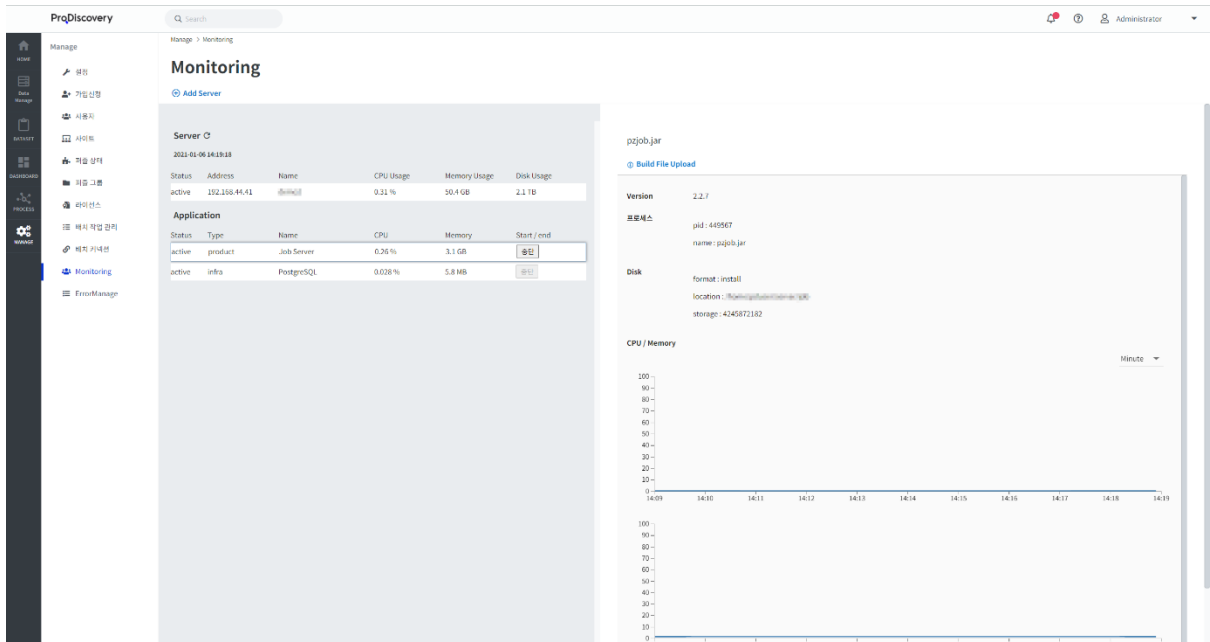 ProDiscovery
Search
Administrator
HOME
Data Manage
DATASET
DASHBOARD
PROCESS
MANAGE
Manage
설정
가입신청
사용자
사이트
퍼즐 상태
퍼즐 그룹
라이선스
배치 작업 관리
배치 커넥션
Monitoring
ErrorManage
Manage > Monitoring
Monitoring
Add Server
Server
2021-01-06 14:19:18
Status Address Name CPU Usage Memory Usage Disk Usage
active 192.168.44.41 0.31 % 50.4 GB 2.1 TB
Application
Status Type Name CPU Memory Start / end
active product Job Server 0.26 % 3.1 GB 중단
active infra PostgreSQL 0.028 % 5.8 MB 중단
pzjob.jar
Build File Upload
Version 2.2.7
프로세스
pid : 449567
name : pzjob.jar
Disk
format : install
location :
storage : 4245872182
CPU / Memory
Minute
100
90
80
70
60
50
40
30
20
10
0
14:09 14:10 14:11 14:12 14:13 14:14 14:15 14:16 14:17 14:18 14:19
100
90
80
70
60
50
40
30
20
10
0